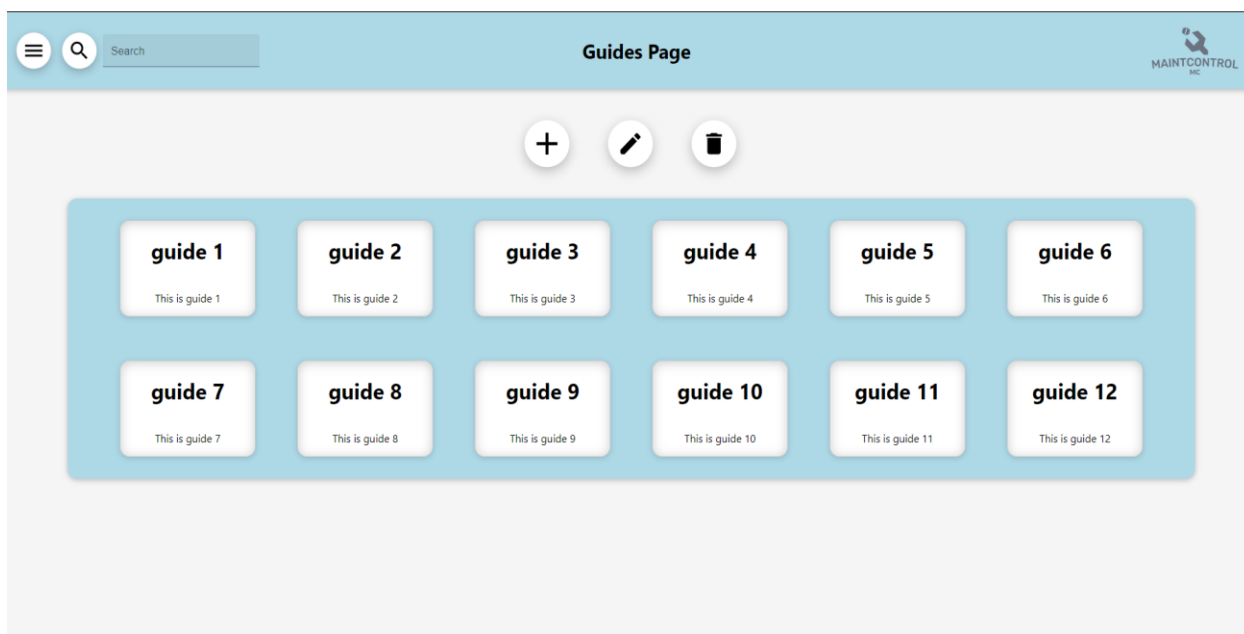 Search
Guides Page
MAINTCONTROL
MC
guide 1
This is guide 1
guide 2
This is guide 2
guide 3
This is guide 3
guide 4
This is guide 4
guide 5
This is guide 5
guide 6
This is guide 6
guide 7
This is guide 7
guide 8
This is guide 8
guide 9
This is guide 9
guide 10
This is guide 10
guide 11
This is guide 11
guide 12
This is guide 12